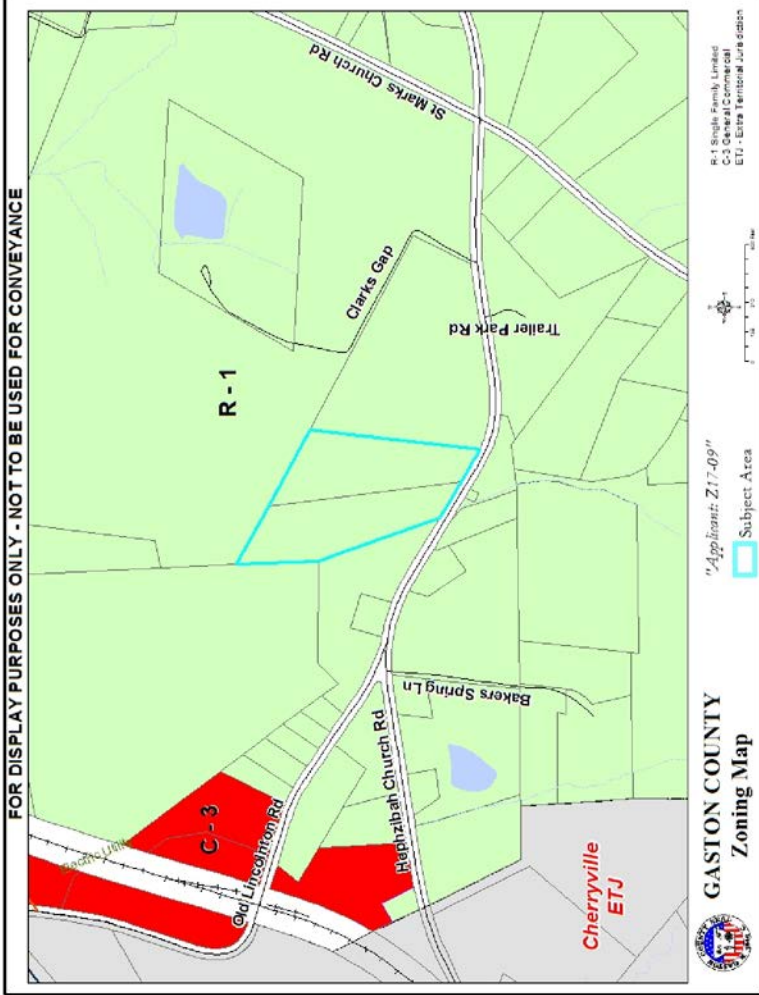 FOR DISPLAY PURPOSES ONLY - NOT TO BE USED FOR CONVEYANCE
St Marks Church Rd
Clarks Gap
R - 1
Trailer Park Rd
Bakers Spring Ln
Old Lincolnton Rd
C - 3
Haphzibah Church Rd
Cherryville
ETJ
GASTON COUNTY
Zoning Map
"Applicant: Z17-09"
Subject Area
R-1 Single Family Limited
C-3 General Commercial
ETJ - Extra Territorial Jurisdiction